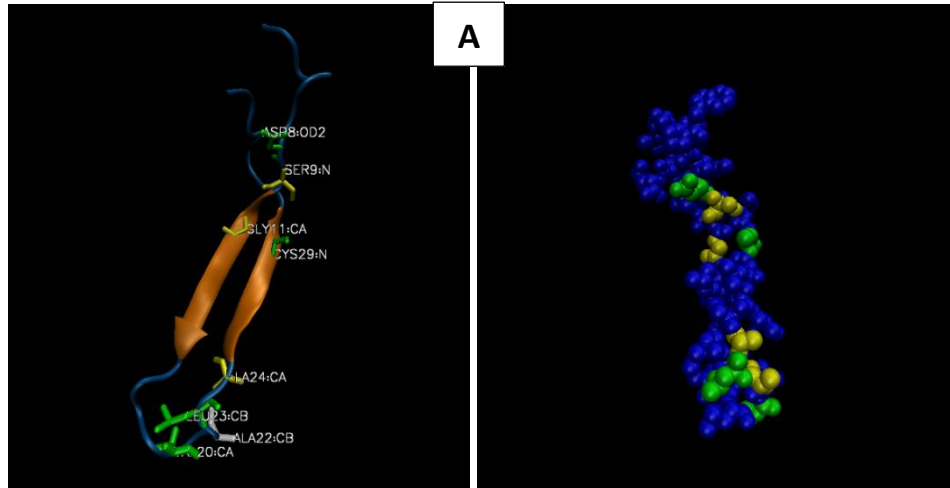 A
ASP8:OD2
SER9:N
GLY11:CA
CYS29:N
LA24:CA
LEU23:CB
ALA22:CB
20:CA